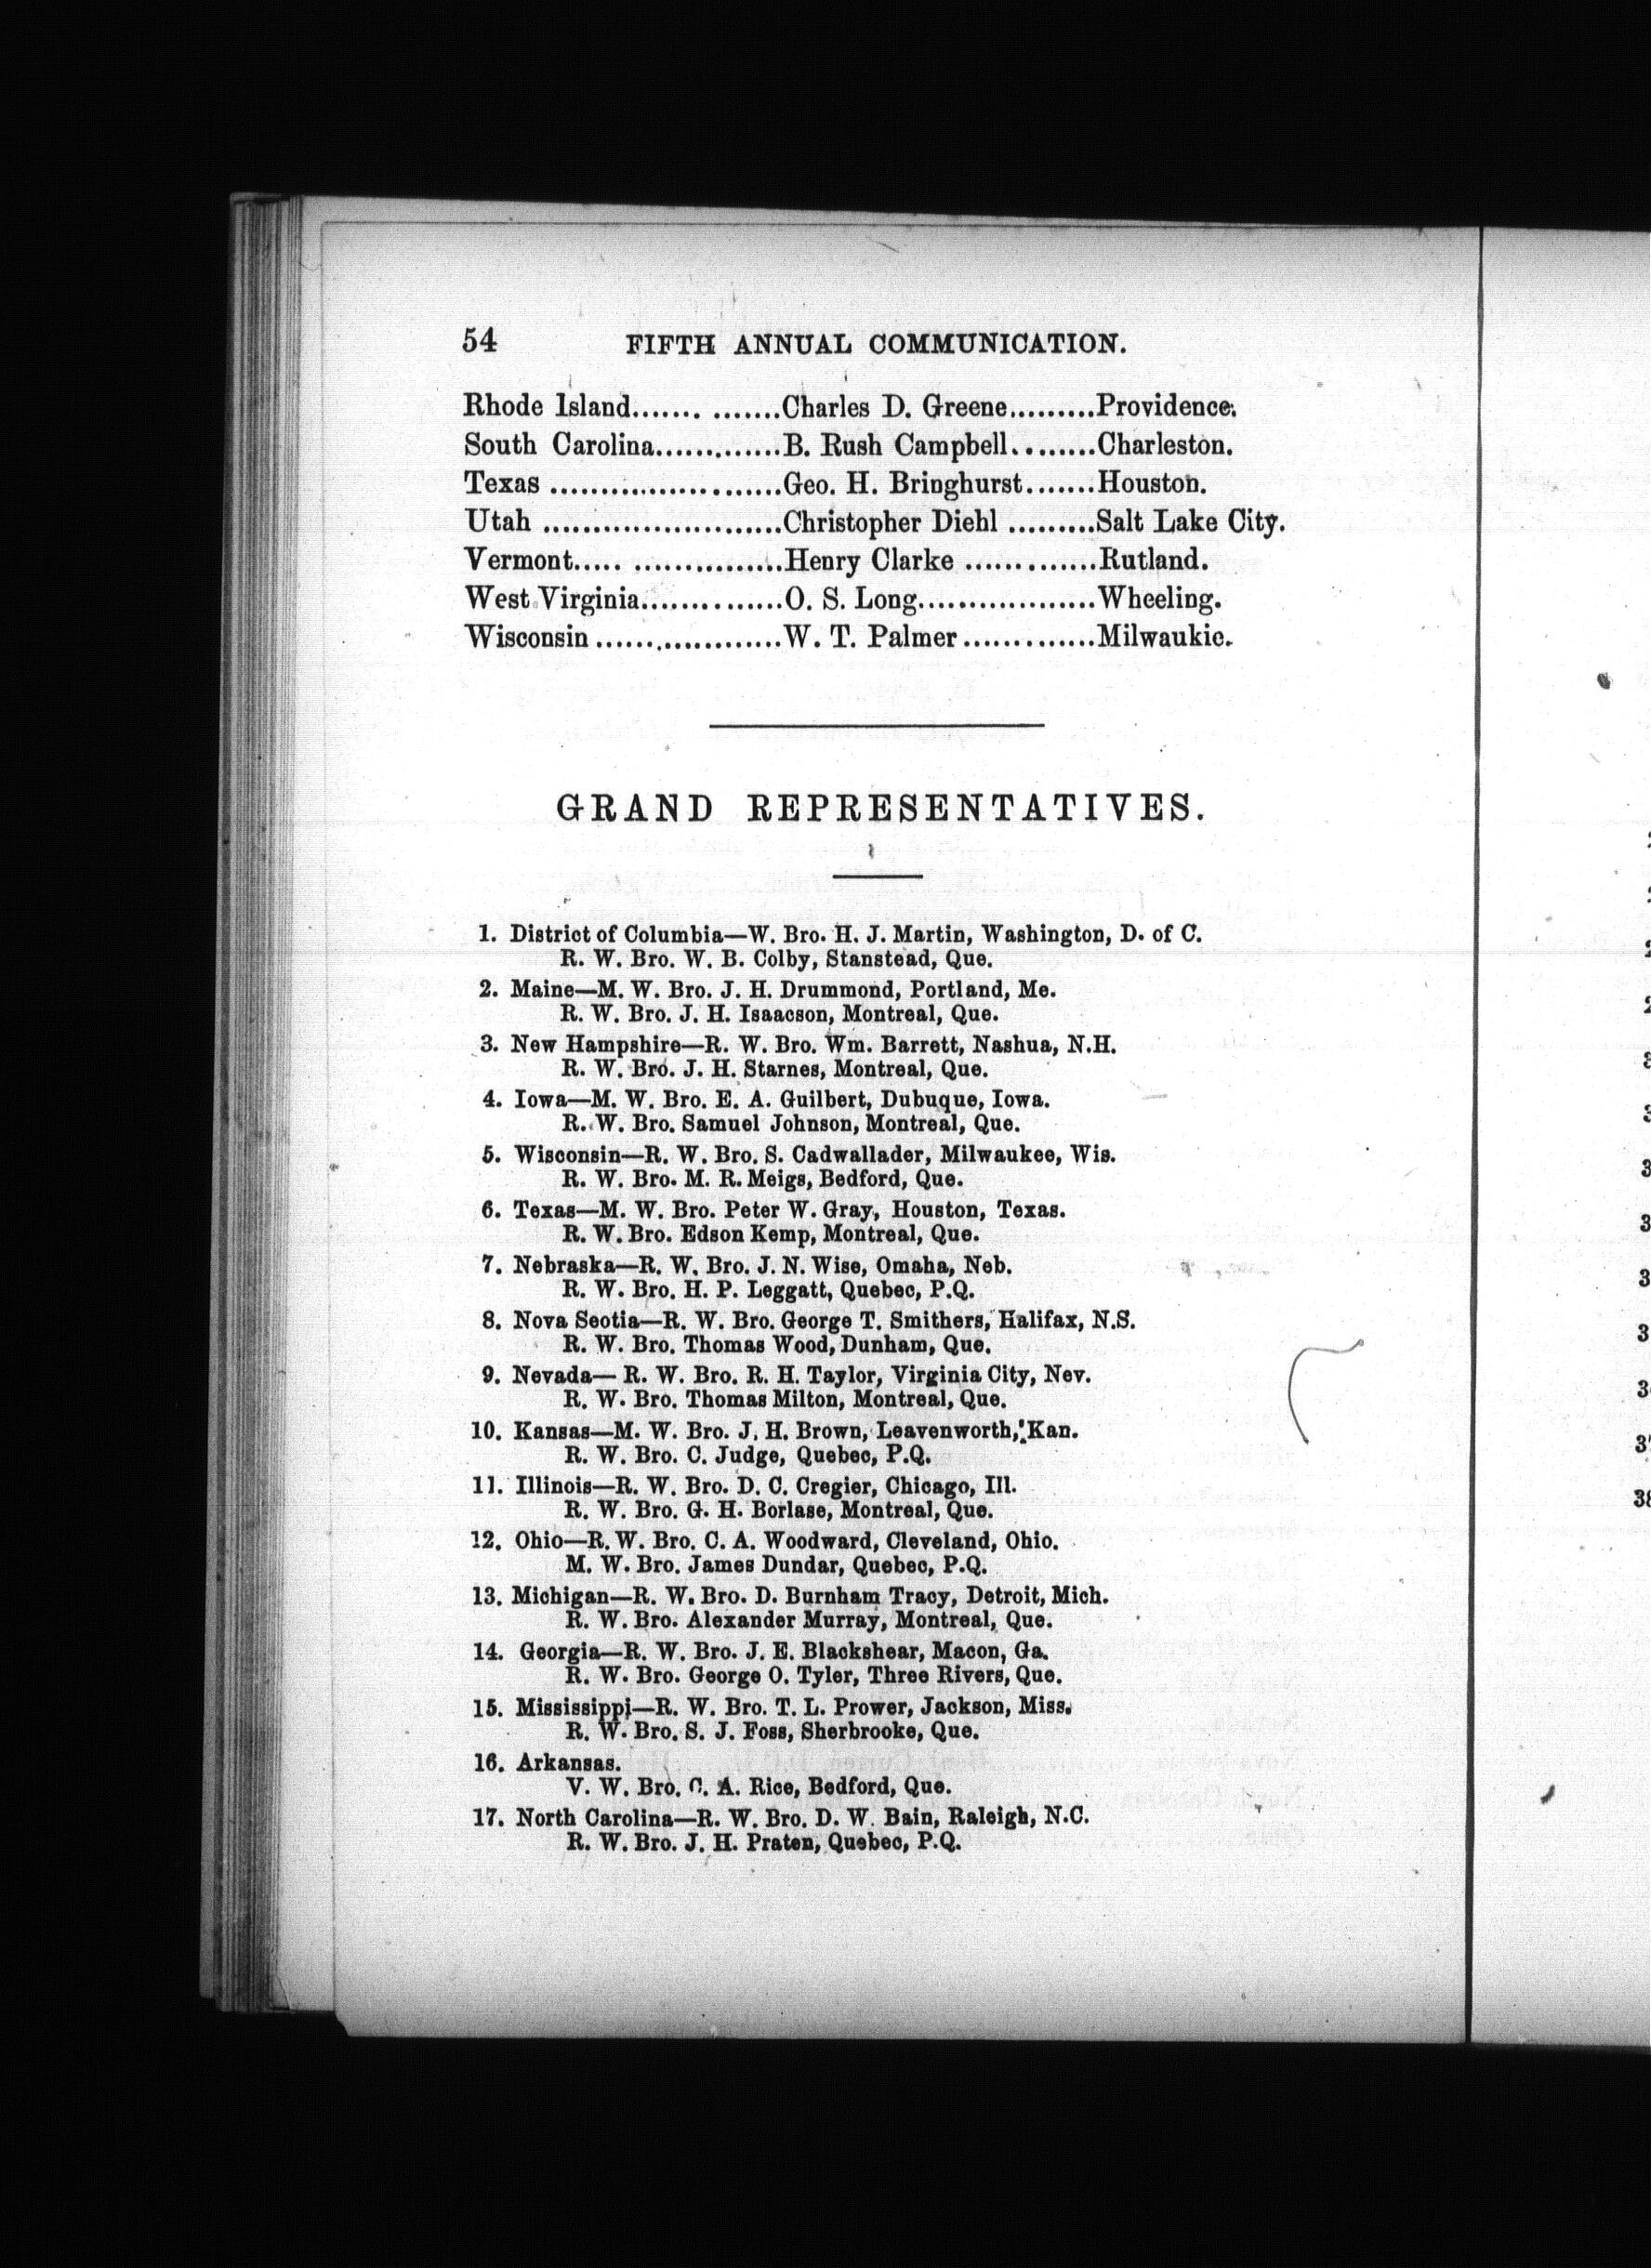 54 FIFTH ANNUAL COMMUNICATION.
Rhode Island....... .......Charles D. Greene.........Providence.
South Carolina.............B. Rush Campbell........Charleston.
Texas .......................Geo. H. Bringhurst.......Houston.
Utah ........................Christopher Diehl .........Salt Lake City.
Vermont..... ...............Henry Clarke .............Rutland.
West Virginia..............O. S. Long..................Wheeling.
Wisconsin ...................W. T. Palmer .............Milwaukie.
GRAND REPRESENTATIVES.
1. District of Columbia—W. Bro. H. J. Martin, Washington, D. of C.
R. W. Bro. W. B. Colby, Stanstead, Que.
2. Maine—M. W. Bro. J. H. Drummond, Portland, Me.
R. W. Bro. J. H. Isaacson, Montreal, Que.
3. New Hampshire—R. W. Bro. Wm. Barrett, Nashua, N.H.
R. W. Bro. J. H. Starnes, Montreal, Que.
4. Iowa—M. W. Bro. E. A. Guilbert, Dubuque, Iowa.
R. W. Bro. Samuel Johnson, Montreal, Que.
5. Wisconsin—R. W. Bro. S. Cadwallader, Milwaukee, Wis.
R. W. Bro. M. R. Meigs, Bedford, Que.
6. Texas—M. W. Bro. Peter W. Gray, Houston, Texas.
R. W. Bro. Edson Kemp, Montreal, Que.
7. Nebraska—R. W. Bro. J. N. Wise, Omaha, Neb.
R. W. Bro. H. P. Leggatt, Quebec, P.Q.
8. Nova Seotia—R. W. Bro. George T. Smithers, Halifax, N.S.
R. W. Bro. Thomas Wood, Dunham, Que.
9. Nevada— R. W. Bro. R. H. Taylor, Virginia City, Nev.
R. W. Bro. Thomas Milton, Montreal, Que.
10. Kansas—M. W. Bro. J. H. Brown, Leavenworth, Kan.
R. W. Bro. C. Judge, Quebec, P.Q.
11. Illinois—R. W. Bro. D. C. Cregier, Chicago, Ill.
R. W. Bro. G. H. Borlase, Montreal, Que.
12. Ohio—R. W. Bro. C. A. Woodward, Cleveland, Ohio.
M. W. Bro. James Dundar, Quebec, P.Q.
13. Michigan—R. W. Bro. D. Burnham Tracy, Detroit, Mich.
R. W. Bro. Alexander Murray, Montreal, Que.
14. Georgia—R. W. Bro. J. E. Blackshear, Macon, Ga.
R. W. Bro. George O. Tyler, Three Rivers, Que.
15. Mississippi—R. W. Bro. T. L. Prower, Jackson, Miss.
R. W. Bro. S. J. Foss, Sherbrooke, Que.
16. Arkansas.
V. W. Bro. C. A. Rice, Bedford, Que.
17. North Carolina—R. W. Bro. D. W. Bain, Raleigh, N.C.
R. W. Bro. J. H. Praten, Quebec, P.Q.